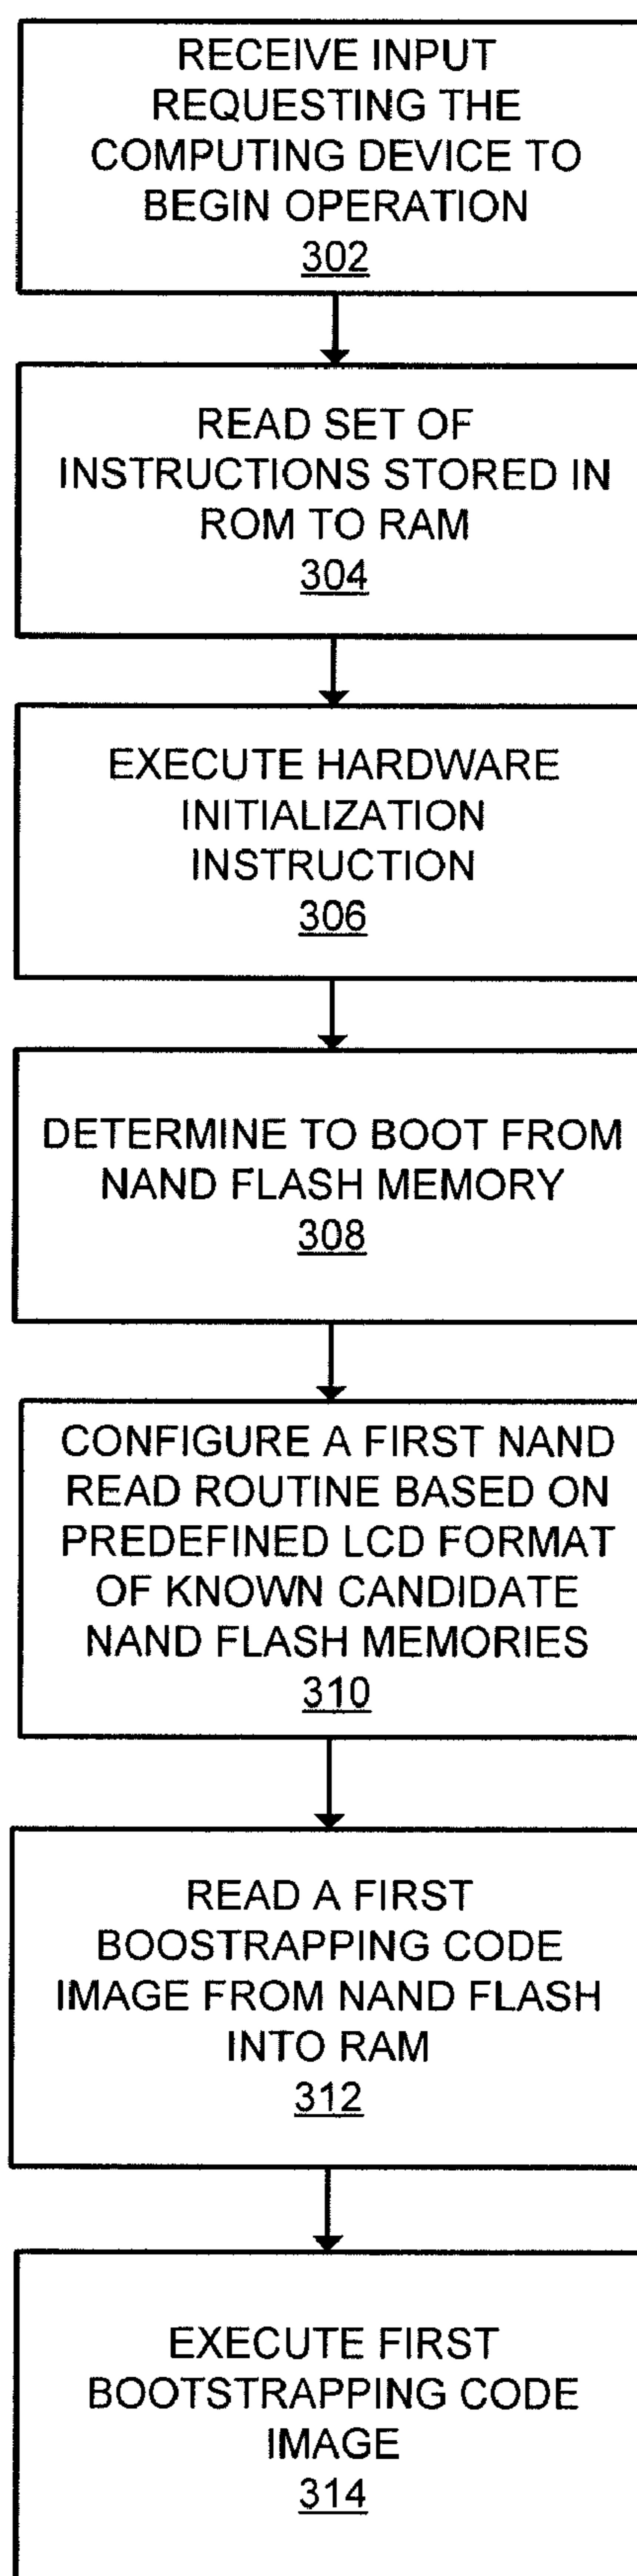 RECEIVE INPUT
REQUESTING THE
COMPUTING DEVICE TO
BEGIN OPERATION
302
READ SET OF
INSTRUCTIONS STORED IN
ROM TO RAM
304
EXECUTE HARDWARE
INITIALIZATION
INSTRUCTION
306
DETERMINE TO BOOT FROM
NAND FLASH MEMORY
308
CONFIGURE A FIRST NAND
READ ROUTINE BASED ON
PREDEFINED LCD FORMAT
OF KNOWN CANDIDATE
NAND FLASH MEMORIES
310
READ A FIRST
BOOSTRAPPING CODE
IMAGE FROM NAND FLASH
INTO RAM
312
EXECUTE FIRST
BOOTSTRAPPING CODE
IMAGE
314